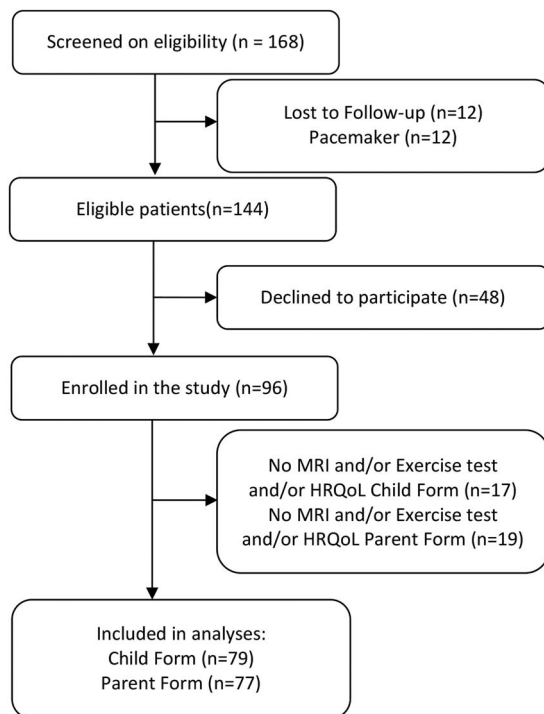 Screened on eligibility (n = 168)
Lost to Follow-up (n=12)
Pacemaker (n=12)
Eligible patients(n=144)
Declined to participate (n=48)
Enrolled in the study (n=96)
No MRI and/or Exercise test
and/or HRQoL Child Form (n=17)
No MRI and/or Exercise test
and/or HRQoL Parent Form (n=19)
Included in analyses:
Child Form (n=79)
Parent Form (n=77)